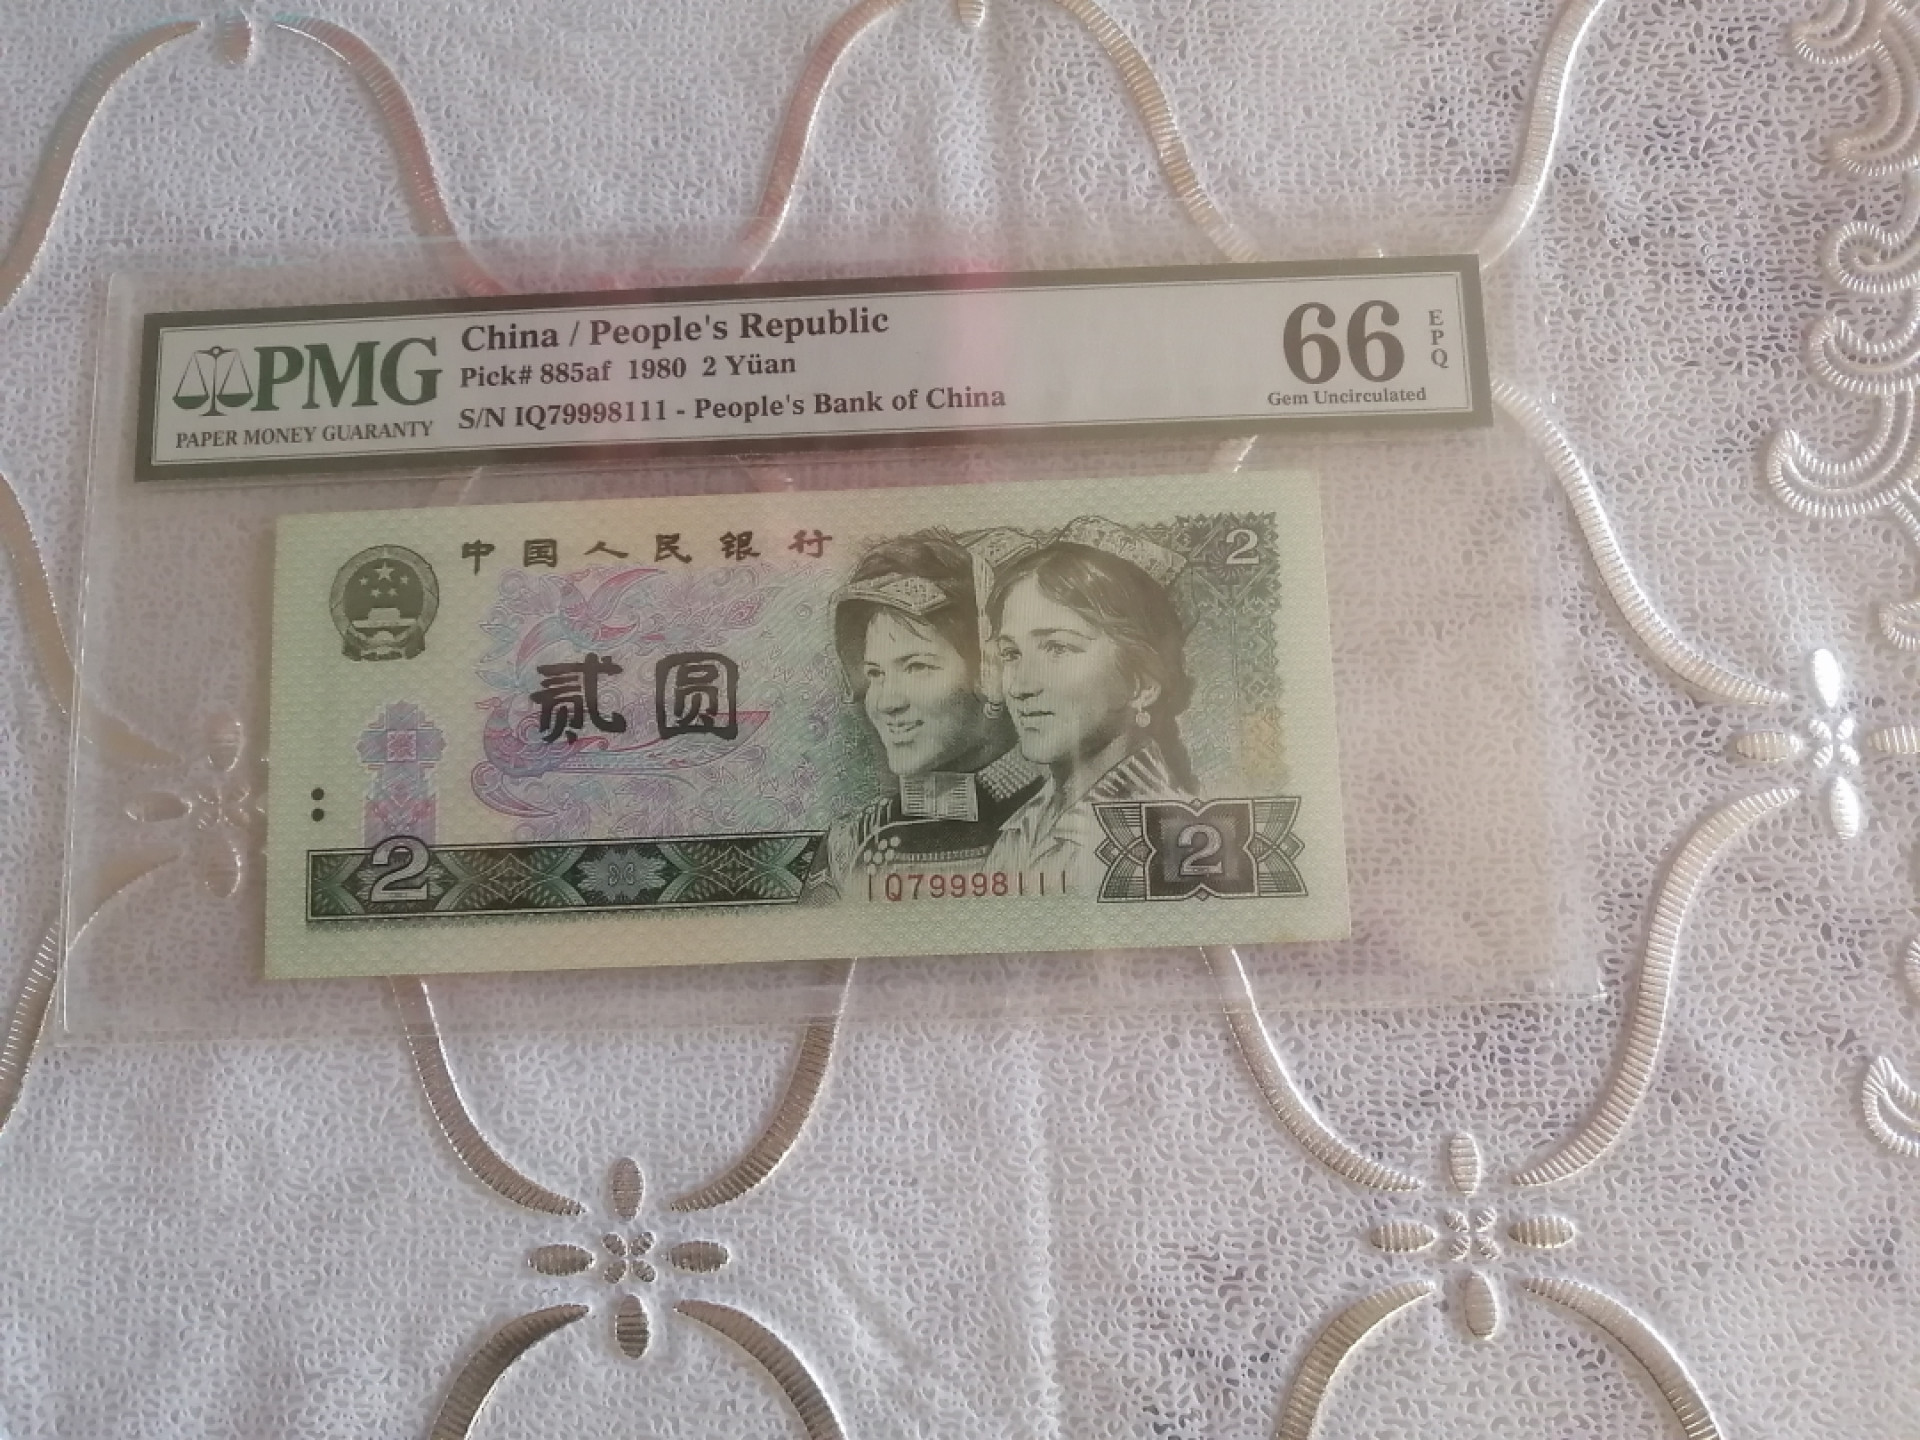 PMG
PAPER MONEY GUARANTY
China / People's Republic
Pick# 885af 1980 2 Yüan
S/N IQ79998111 - People's Bank of China
66
EPQ
Gem Uncirculated
中国人民银行
2
贰圆
2
IQ79998111
2